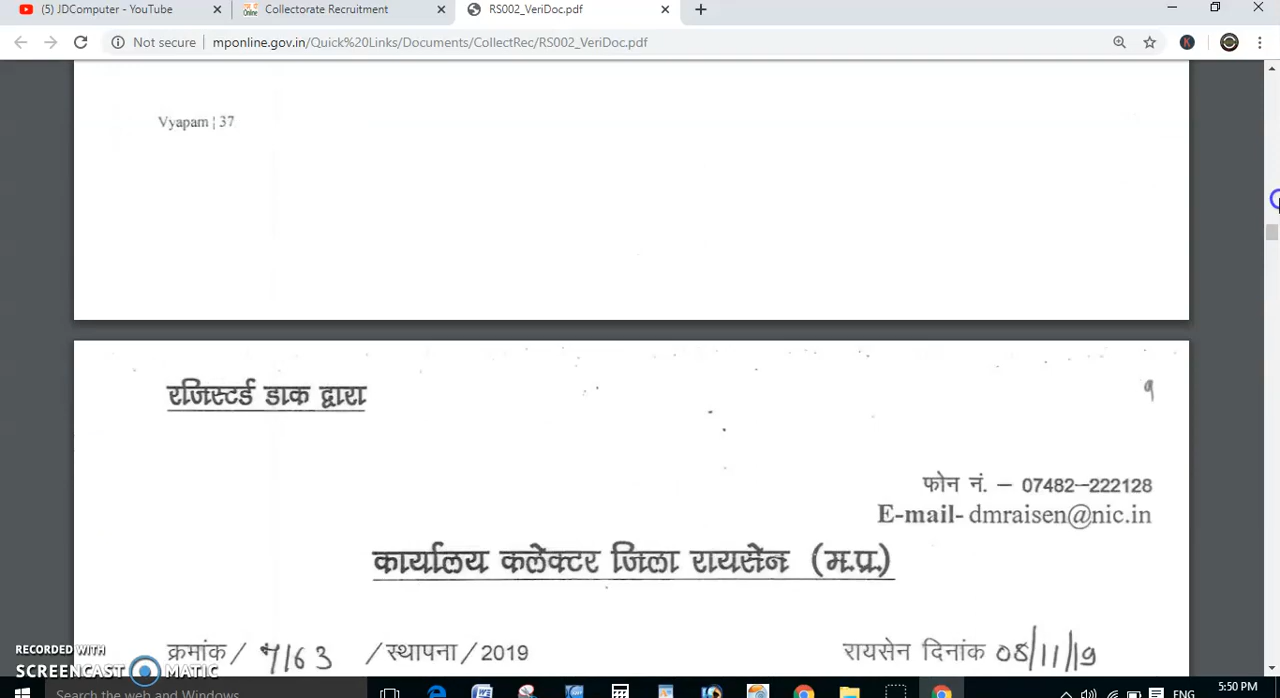 JDComputer - YouTube
Collectorate Recruitment
RS002_VeriDoc.pdf
Not secure
mponline.gov.in/Quick%20Links/Documents/CollectRec/RS002_VeriDoc.pdf
Vyapam | 37
रजिस्टर्ड डाक द्वारा
9
फोन नं. – 07482–222128
E-mail- dmraisen@nic.in
कार्यालय कलेक्टर जिला रायसेन (म.प्र.)
क्रमांक / 7163 /स्थापना/2019
रायसेन दिनांक 08/11/19
RECORDED WITH
SCREENCAST MATIC
Search the web and Windows
ENG
5:50 PM